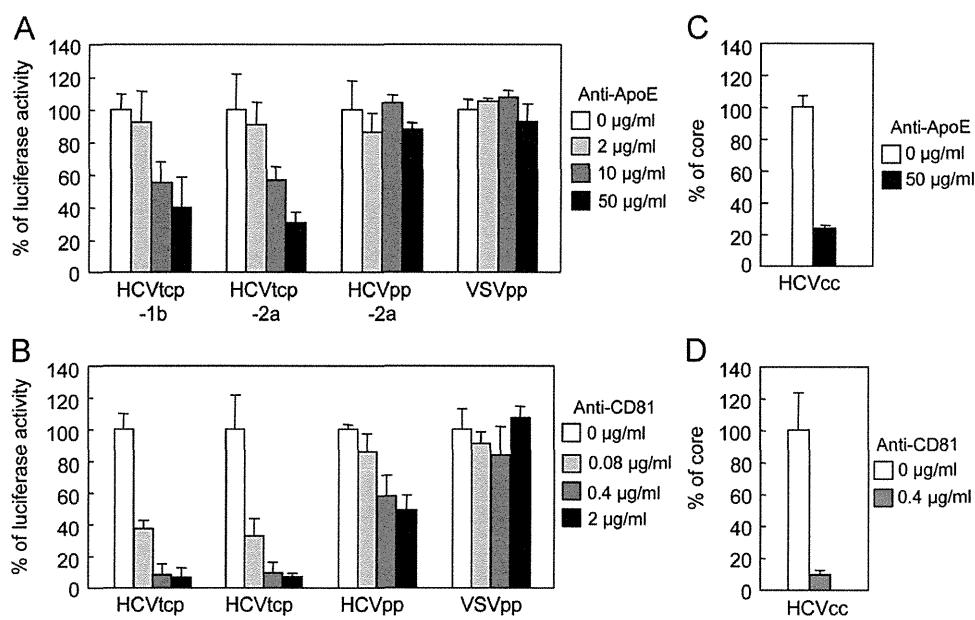 A
% of luciferase activity
140
120
100
80
60
40
20
0
HCVtcp
-1b
HCVtcp
-2a
HCVpp
-2a
VSVpp
Anti-ApoE
0 µg/ml
2 µg/ml
10 µg/ml
50 µg/ml
C
% of core
140
120
100
80
60
40
20
0
HCVcc
Anti-ApoE
0 µg/ml
50 µg/ml
B
% of luciferase activity
140
120
100
80
60
40
20
0
HCVtcp
HCVtcp
HCVpp
VSVpp
Anti-CD81
0 µg/ml
0.08 µg/ml
0.4 µg/ml
2 µg/ml
D
% of core
140
120
100
80
60
40
20
0
HCVcc
Anti-CD81
0 µg/ml
0.4 µg/ml